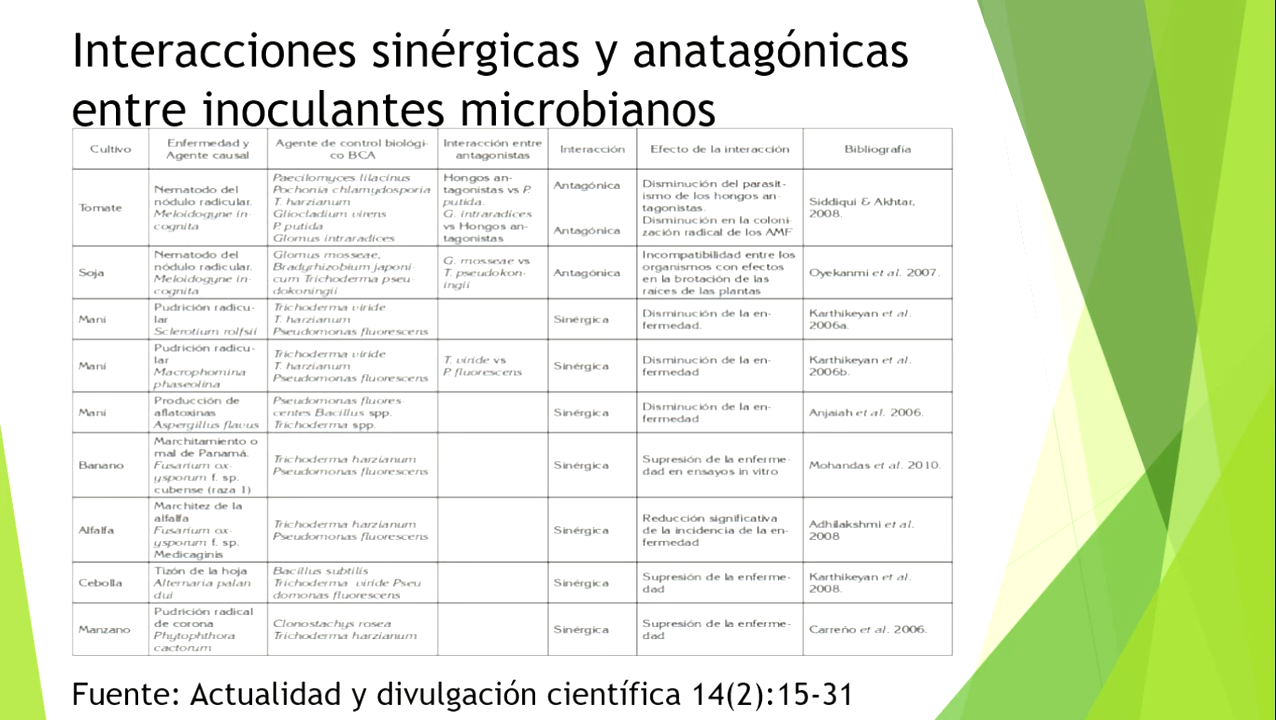 Interacciones sinérgicas y anatagónicas
entre inoculantes microbianos
Cultivo
Enfermedad y
Agente causal
Agente de control biológi-
co BCA
Interacción entre
antagonistas
Interacción
Efecto de la interacción
Bibliografía
Tomate
Nematodo del
nódulo radicular.
Meloidogyne in-
cognita
Paecilomyces lilacinus
Pochonia chlamydosporia
T. harzianum
Gliocladium virens
P. putida
Glomus intraradices
Hongos an-
tagonistas vs P.
putida.
G. intraradices
vs Hongos an-
tagonistas
Antagónica
Antagónica
Disminución del parasit-
ismo de los hongos an-
tagonistas.
Disminución en la coloni-
zación radical de los AMF
Siddiqui & Akhtar,
2008.
Soja
Nematodo del
nódulo radicular.
Meloidogyne in-
cognita
Glomus mosseae,
Bradyrhizobium japoni-
cum Trichoderma pseu-
dokoningii
G. mosseae vs
T. pseudokon-
ingii
Antagónica
Incompatibilidad entre los
organismos con efectos
en la brotación de las
raíces de las plantas
Oyekanmi et al. 2007.
Maní
Pudrición radicu-
lar
Sclerotium rolfsii
Trichoderma viride
T. harzianum
Pseudomonas fluorescens
Sinérgica
Disminución de la en-
fermedad.
Karthikeyan et al.
2006a.
Maní
Pudrición radicu-
lar
Macrophomina
phaseolina
Trichoderma viride
T. harzianum
Pseudomonas fluorescens
T. viride vs
P. fluorescens
Sinérgica
Disminución de la en-
fermedad
Karthikeyan et al.
2006b.
Maní
Producción de
aflatoxinas
Aspergillus flavus
Pseudomonas fluores-
centes Bacillus spp.
Trichoderma spp.
Sinérgica
Disminución de la en-
fermedad
Anjaiah et al. 2006.
Banano
Marchitamiento o
mal de Panamá.
Fusarium ox-
ysporum f. sp.
cubense (raza 1)
Trichoderma harzianum
Pseudomonas fluorescens
Sinérgica
Supresión de la enferme-
dad en ensayos in vitro
Mohandas et al. 2010.
Alfalfa
Marchitez de la
alfalfa
Fusarium ox-
ysporum f. sp.
Medicaginis
Trichoderma harzianum
Pseudomonas fluorescens
Sinérgica
Reducción significativa
de la incidencia de la en-
fermedad
Adhilakshmi et al.
2008
Cebolla
Tizón de la hoja
Alternaria palan
dui
Bacillus subtilis
Trichoderma viride Pseu
domonas fluorescens
Sinérgica
Supresión de la enferme-
dad
Karthikeyan et al.
2008.
Manzano
Pudrición radical
de corona
Phytophthora
cactorum
Clonostachys rosea
Trichoderma harzianum
Sinérgica
Supresión de la enferme-
dad
Carreño et al. 2006.
Fuente: Actualidad y divulgación científica 14(2):15-31